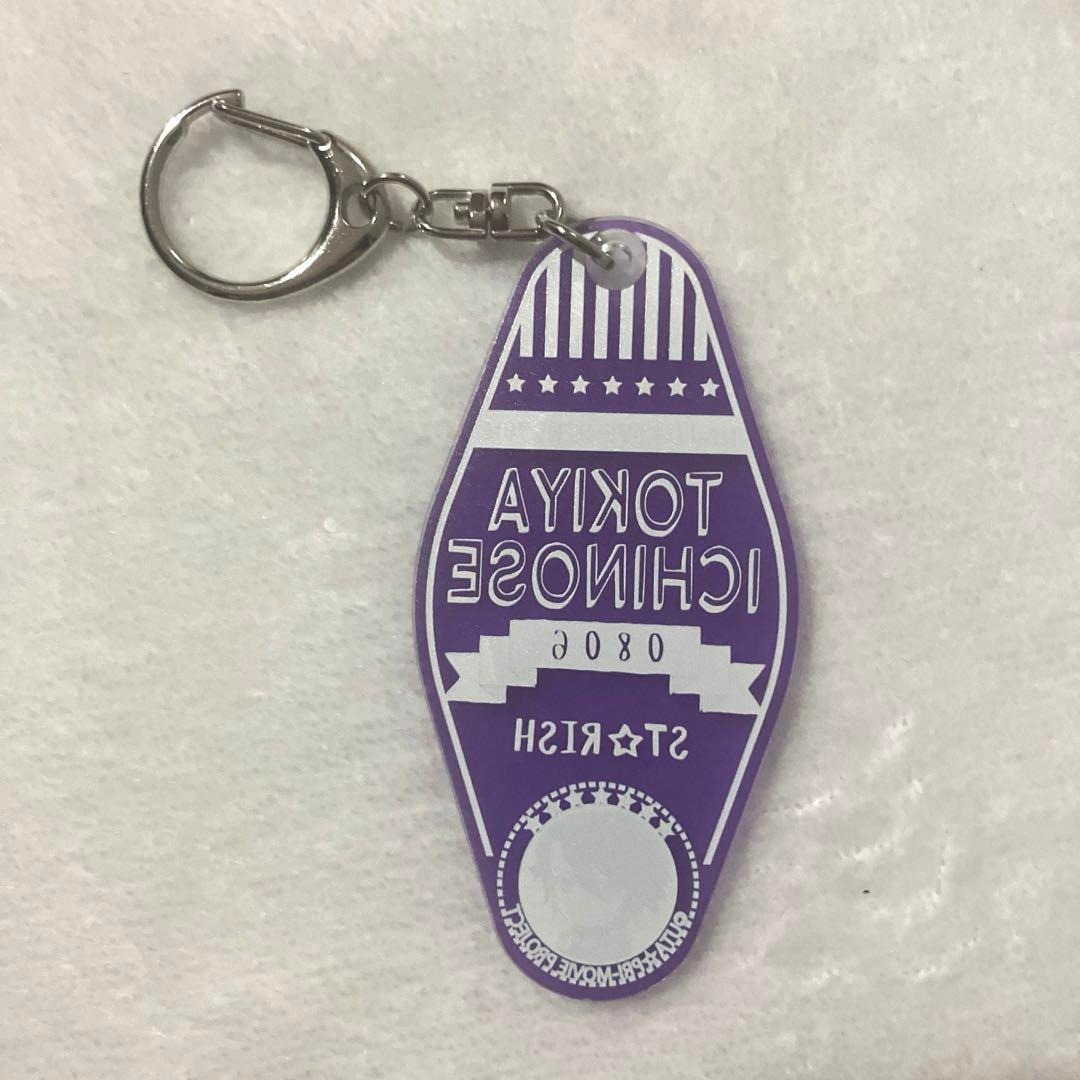 TOKIYA
ICHINOSE
0806
ST☆RISH
©UTA☆PRI-MOVIE PROJECT